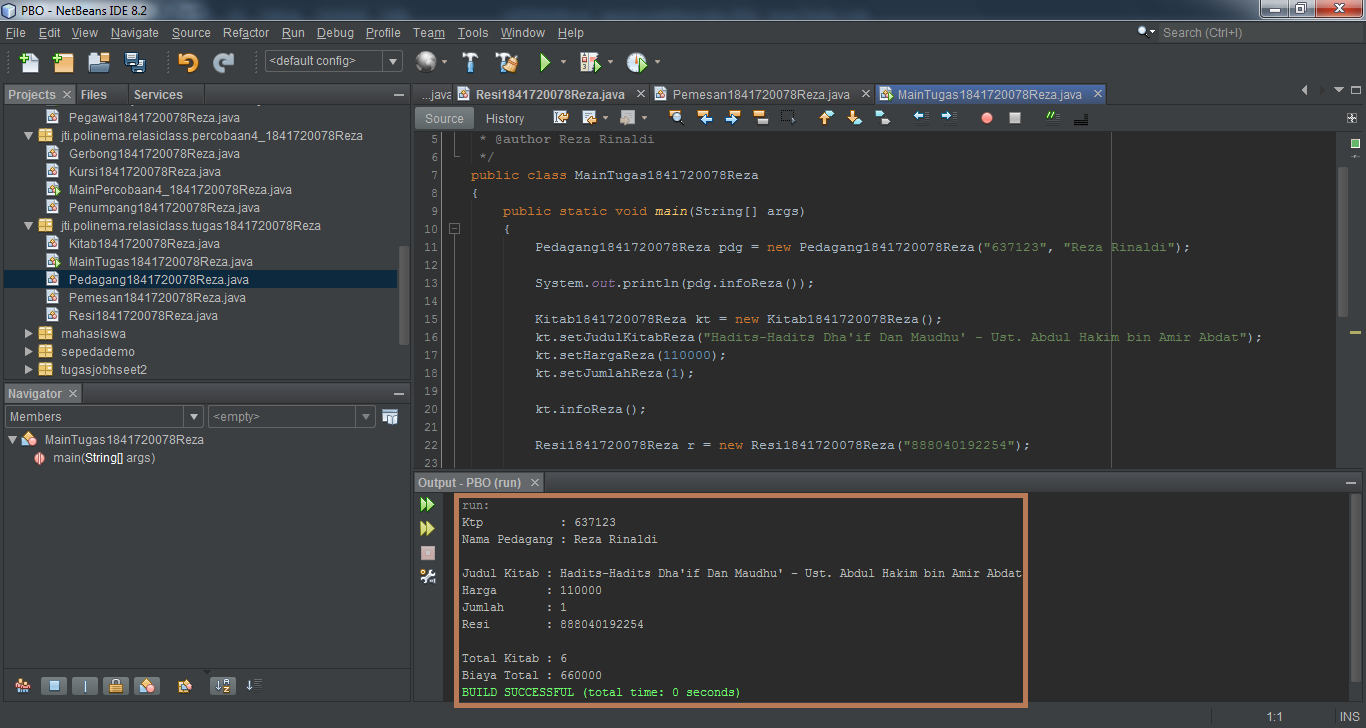 PBO - NetBeans IDE 8.2
File Edit View Navigate Source Refactor Run Debug Profile Team Tools Window Help
Search (Ctrl+I)
<default config>
Projects Files Services
Pegawai1841720078Reza.java
jti.polinema.relasiclass.percobaan4_1841720078Reza
Gerbong1841720078Reza.java
Kursi1841720078Reza.java
MainPercobaan4_1841720078Reza.java
Penumpang1841720078Reza.java
jti.polinema.relasiclass.tugas1841720078Reza
Kitab1841720078Reza.java
MainTugas1841720078Reza.java
Pedagang1841720078Reza.java
Pemesan1841720078Reza.java
Resi1841720078Reza.java
mahasiswa
sepedademo
tugasjobhseet2
Navigator
Members
<empty>
MainTugas1841720078Reza
main(String[] args)
...java Resi1841720078Reza.java Pemesan1841720078Reza.java MainTugas1841720078Reza.java
Source History
5 * @author Reza Rinaldi
6 */
7 public class MainTugas1841720078Reza
8 {
9 public static void main(String[] args)
10 {
11 Pedagang1841720078Reza pdg = new Pedagang1841720078Reza("637123", "Reza Rinaldi");
12
13 System.out.println(pdg.infoReza());
14
15 Kitab1841720078Reza kt = new Kitab1841720078Reza();
16 kt.setJudulKitabReza("Hadits-Hadits Dha'if Dan Maudhu' - Ust. Abdul Hakim bin Amir Abdat");
17 kt.setHargaReza(110000);
18 kt.setJumlahReza(1);
19
20 kt.infoReza();
21
22 Resi1841720078Reza r = new Resi1841720078Reza("888040192254");
23
Output - PBO (run)
run:
Ktp : 637123
Nama Pedagang : Reza Rinaldi
Judul Kitab : Hadits-Hadits Dha'if Dan Maudhu' - Ust. Abdul Hakim bin Amir Abdat
Harga : 110000
Jumlah : 1
Resi : 888040192254
Total Kitab : 6
Biaya Total : 660000
BUILD SUCCESSFUL (total time: 0 seconds)
1:1 INS